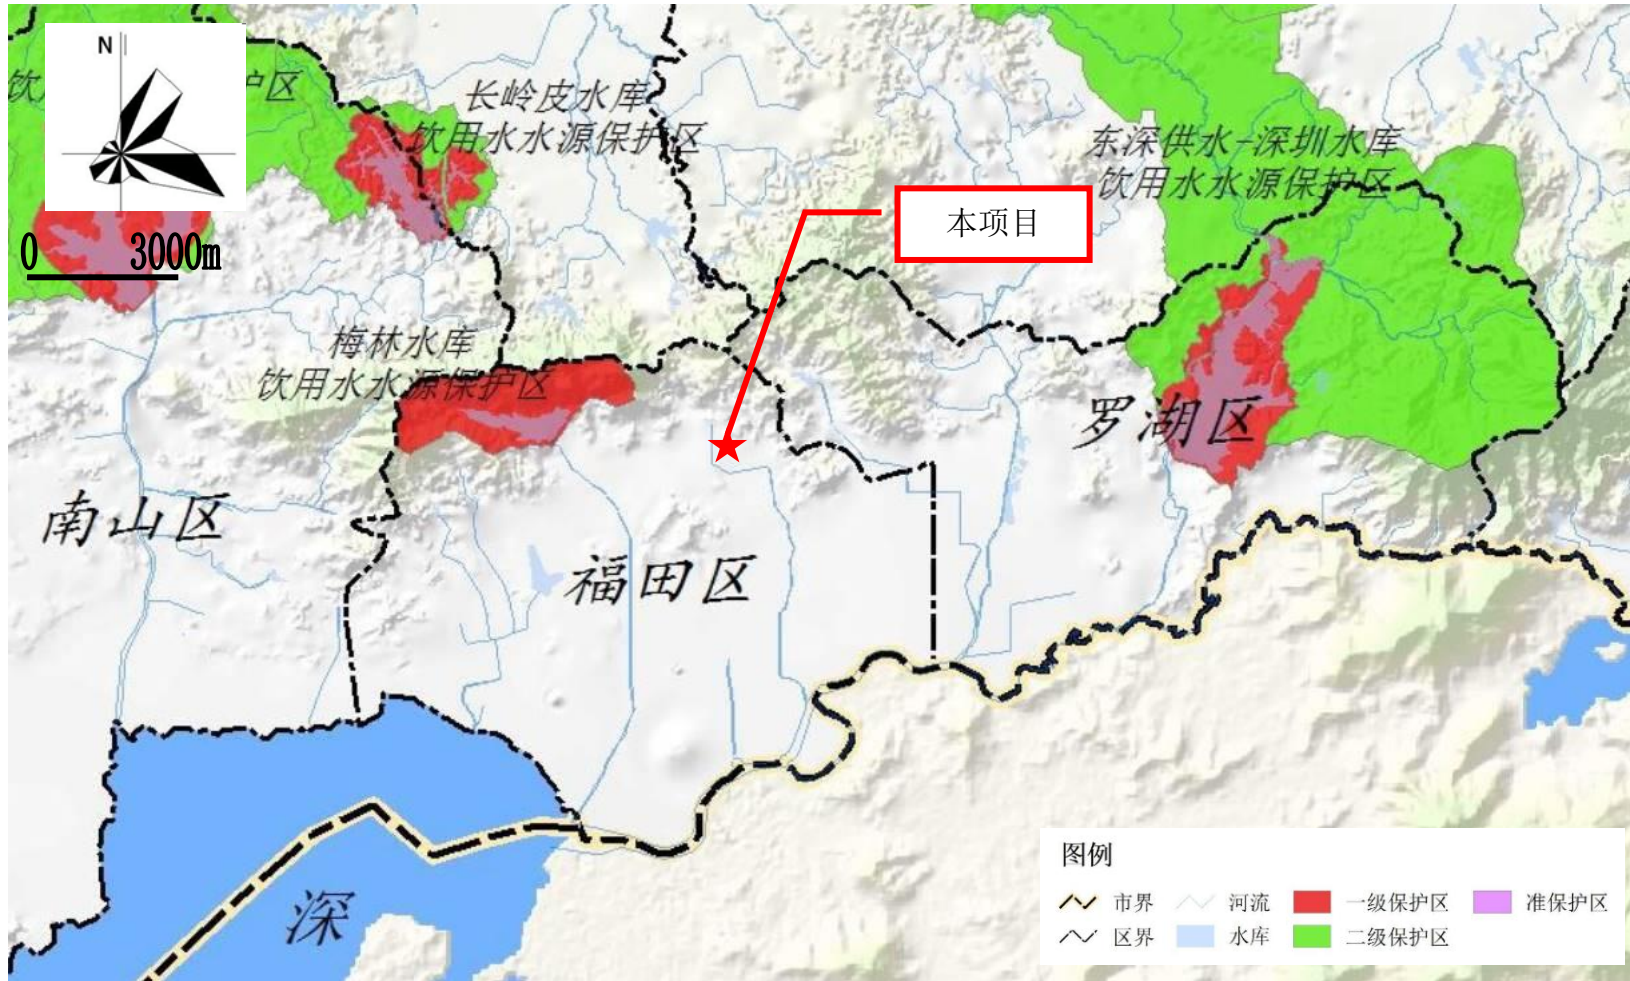 N
饮
护区
0 3000m
长岭皮水库
饮用水水源保护区
东深供水-深圳水库
饮用水水源保护区
本项目
梅林水库
饮用水水源保护区
罗湖区
南山区
福田区
深
图例
市界
河流
一级保护区
准保护区
区界
水库
二级保护区